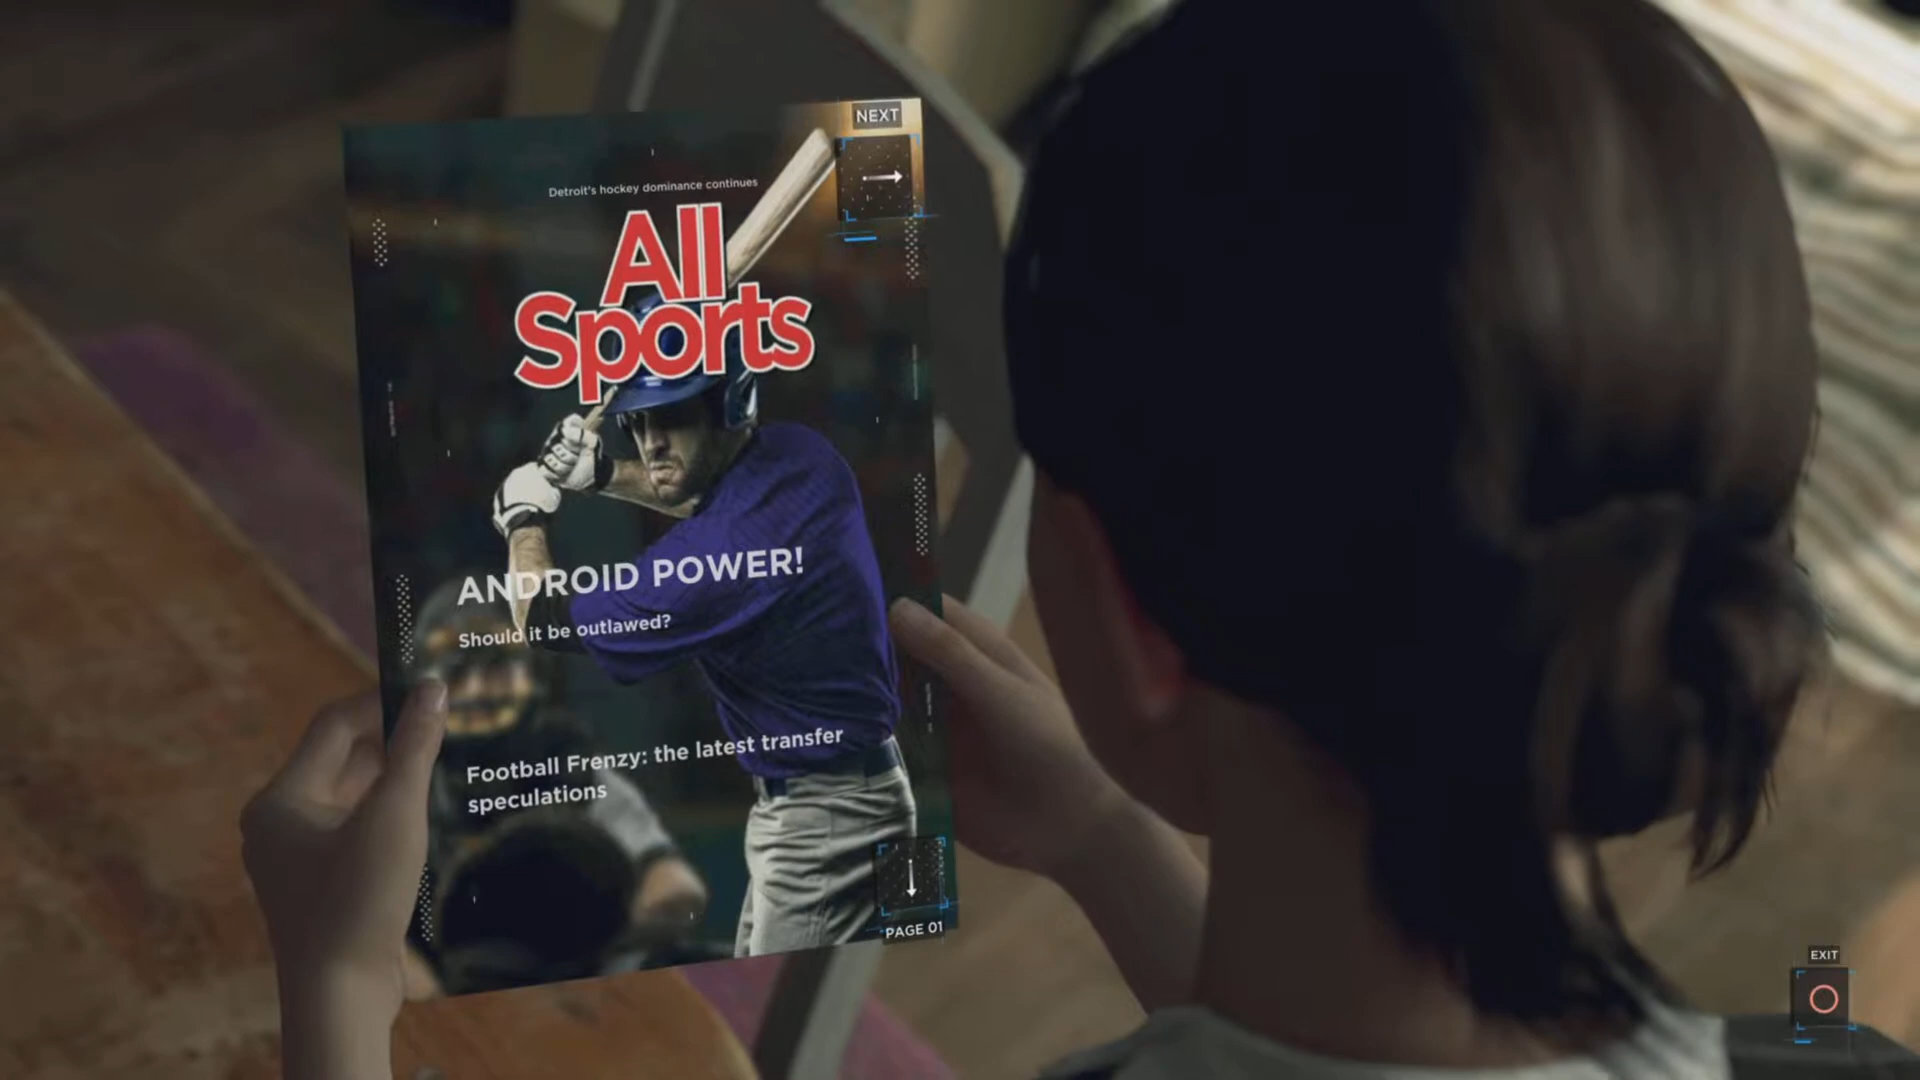 NEXT
Detroit's hockey dominance continues
All
Sports
ANDROID POWER!
Should it be outlawed?
Football Frenzy: the latest transfer
speculations
PAGE 01
EXIT